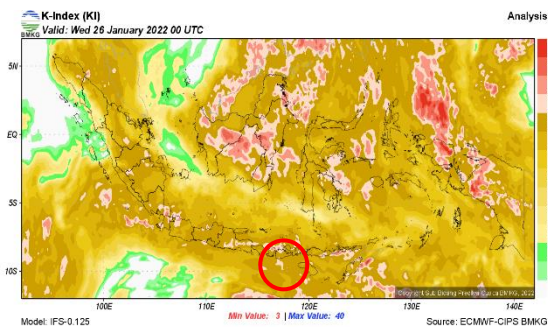 K-Index (KI)
Analysis
Valid: Wed 26 January 2022 00 UTC
BMKG
5N
EQ
5S
10S
100E
110E
120E
130E
140E
Min Value: 3 | Max Value: 40
Model: IFS-0.125
Source: ECMWF-CIPS BMKG